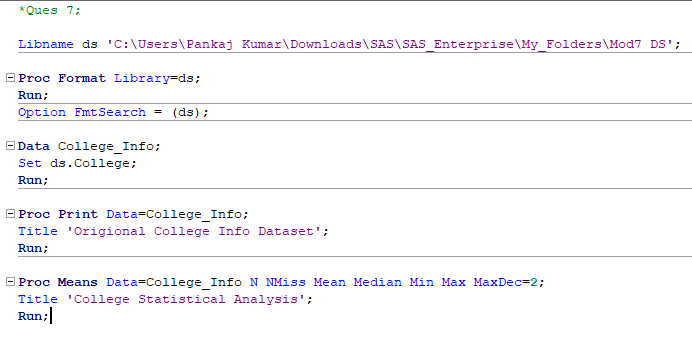 *Ques 7;
Libname ds 'C:\Users\Pankaj Kumar\Downloads\SAS\SAS_Enterprise\My_Folders\Mod7 DS';
Proc Format Library=ds;
Run;
Option FmtSearch = (ds);
Data College_Info;
Set ds.College;
Run;
Proc Print Data=College_Info;
Title 'Origional College Info Dataset';
Run;
Proc Means Data=College_Info N NMiss Mean Median Min Max MaxDec=2;
Title 'College Statistical Analysis';
Run;